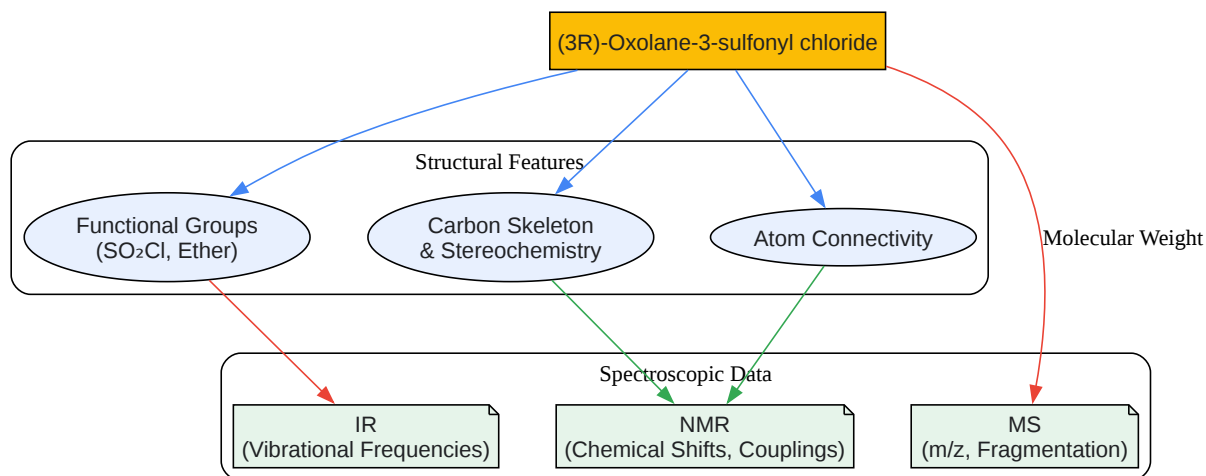 (3R)-Oxolane-3-sulfonyl chloride
Structural Features
Functional Groups
(SO₂Cl, Ether)
Carbon Skeleton
& Stereochemistry
Atom Connectivity
Molecular Weight
Spectroscopic Data
IR
(Vibrational Frequencies)
NMR
(Chemical Shifts, Couplings)
MS
(m/z, Fragmentation)